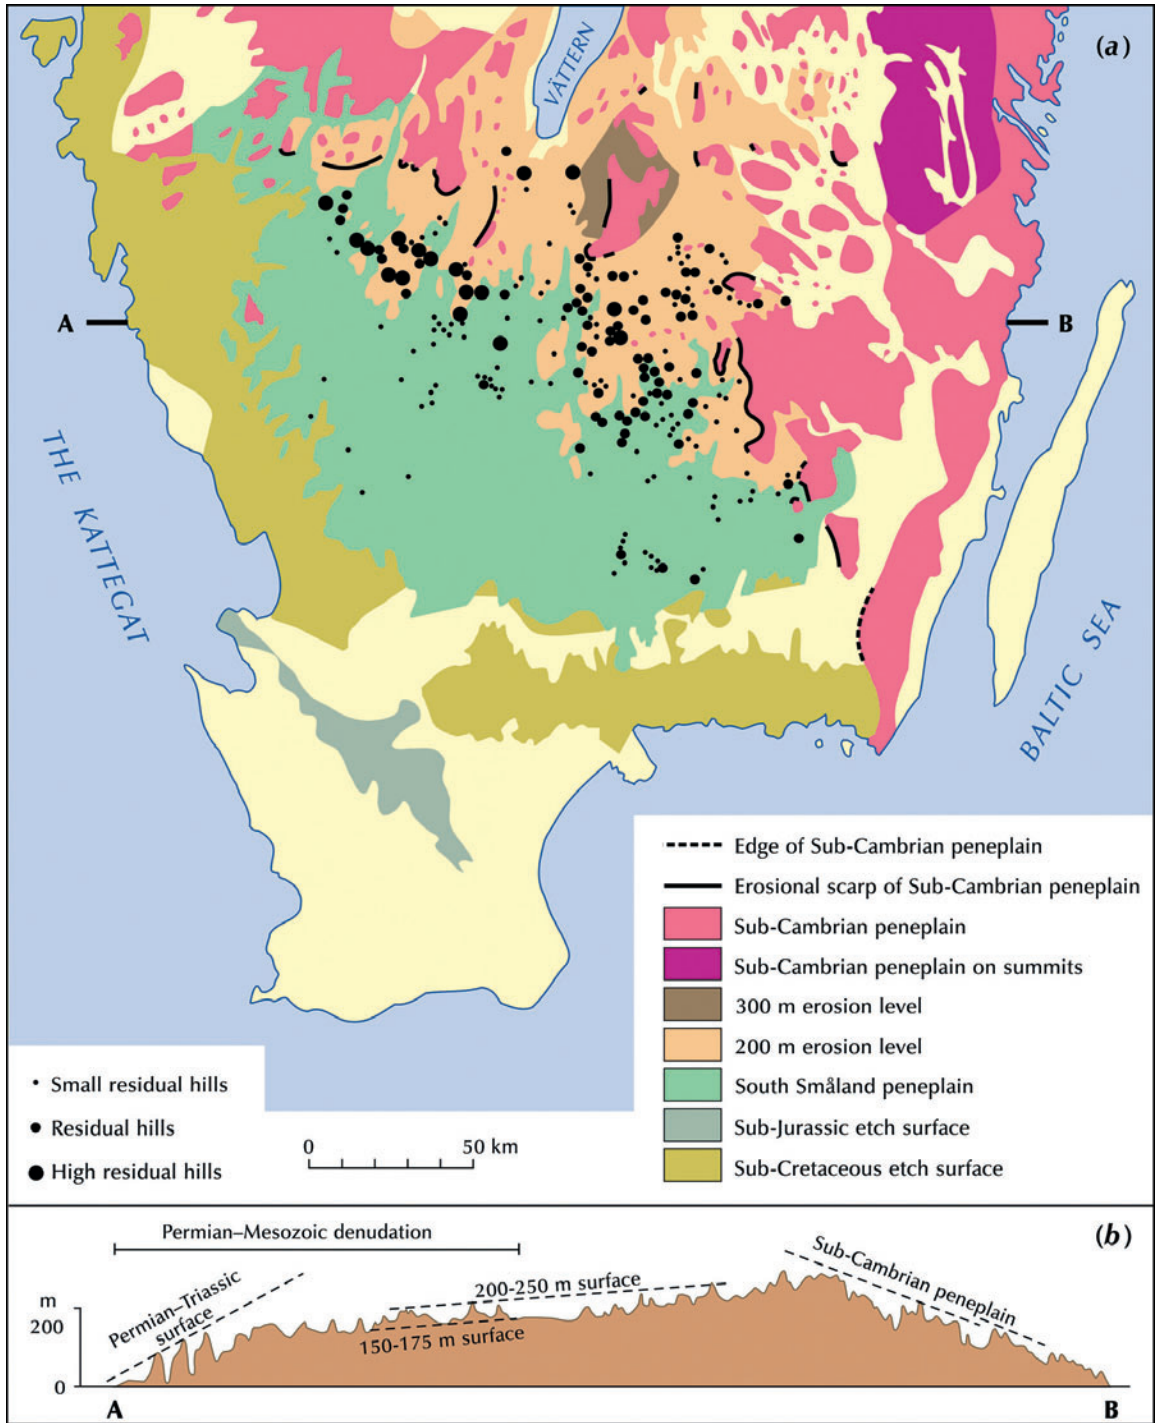 (a)
VÄTTERN
A
B
THE KATTEGAT
BALTIC SEA
Edge of Sub-Cambrian peneplain
Erosional scarp of Sub-Cambrian peneplain
Sub-Cambrian peneplain
Sub-Cambrian peneplain on summits
300 m erosion level
200 m erosion level
South Småland peneplain
Sub-Jurassic etch surface
Sub-Cretaceous etch surface
Small residual hills
Residual hills
High residual hills
0 50 km
(b)
Permian–Mesozoic denudation
Permian–Triassic
surface
200-250 m surface
150-175 m surface
Sub-Cambrian peneplain
m
200
0
A
B